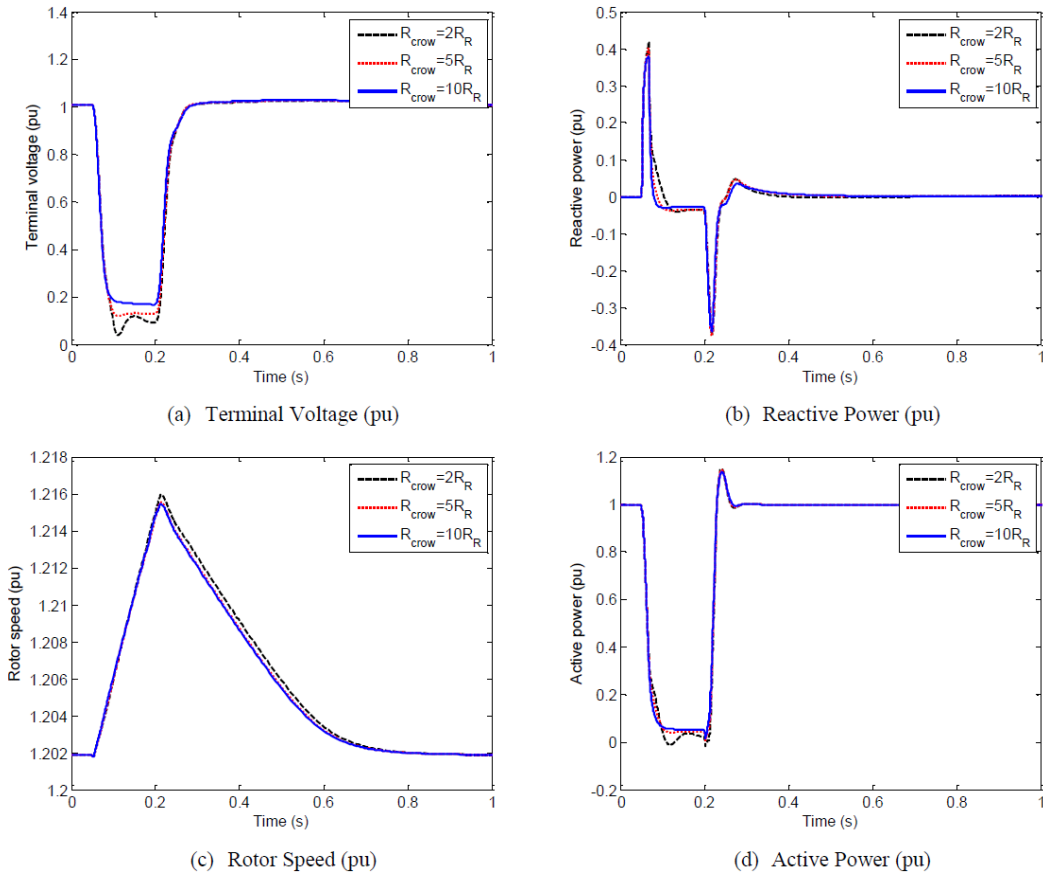 1.4
1.2
1
0.8
0.6
0.4
0.2
0
0 0.2 0.4 0.6 0.8 1
Terminal voltage (pu)
Time (s)
Rcrow=2RR
Rcrow=5RR
Rcrow=10RR
(a) Terminal Voltage (pu)
0.5
0.4
0.3
0.2
0.1
0
-0.1
-0.2
-0.3
-0.4
0 0.2 0.4 0.6 0.8 1
Reactive power (pu)
Time (s)
Rcrow=2RR
Rcrow=5RR
Rcrow=10RR
(b) Reactive Power (pu)
1.218
1.216
1.214
1.212
1.21
1.208
1.206
1.204
1.202
1.2
0 0.2 0.4 0.6 0.8 1
Rotor speed (pu)
Time (s)
Rcrow=2RR
Rcrow=5RR
Rcrow=10RR
(c) Rotor Speed (pu)
1.2
1
0.8
0.6
0.4
0.2
0
-0.2
0 0.2 0.4 0.6 0.8 1
Active power (pu)
Time (s)
Rcrow=2RR
Rcrow=5RR
Rcrow=10RR
(d) Active Power (pu)